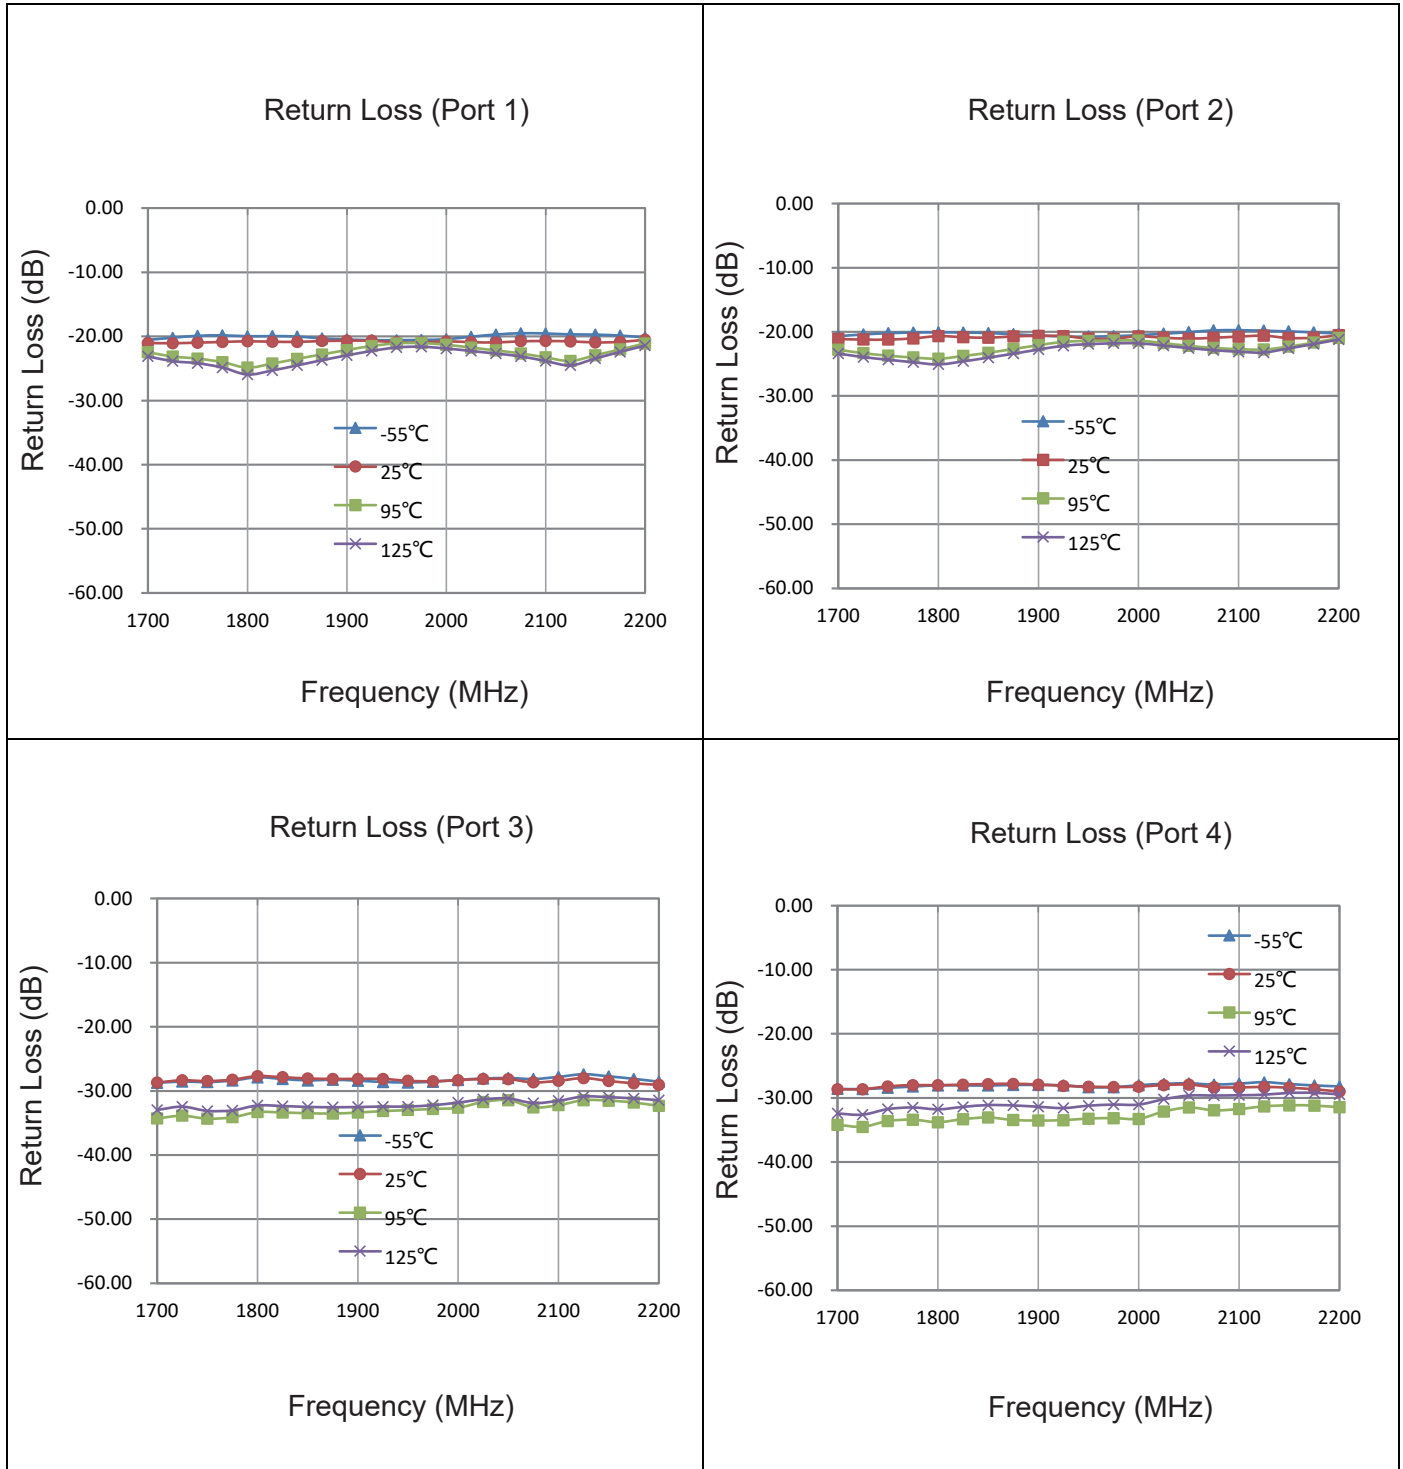 Return Loss (Port 1)
Return Loss (dB)
0.00
-10.00
-20.00
-30.00
-40.00
-50.00
-60.00
-55℃
25℃
95℃
125℃
1700 1800 1900 2000 2100 2200
Frequency (MHz)
Return Loss (Port 2)
Return Loss (dB)
0.00
-10.00
-20.00
-30.00
-40.00
-50.00
-60.00
-55℃
25℃
95℃
125℃
1700 1800 1900 2000 2100 2200
Frequency (MHz)
Return Loss (Port 3)
Return Loss (dB)
0.00
-10.00
-20.00
-30.00
-40.00
-50.00
-60.00
-55℃
25℃
95℃
125℃
1700 1800 1900 2000 2100 2200
Frequency (MHz)
Return Loss (Port 4)
Return Loss (dB)
0.00
-10.00
-20.00
-30.00
-40.00
-50.00
-60.00
-55℃
25℃
95℃
125℃
1700 1800 1900 2000 2100 2200
Frequency (MHz)